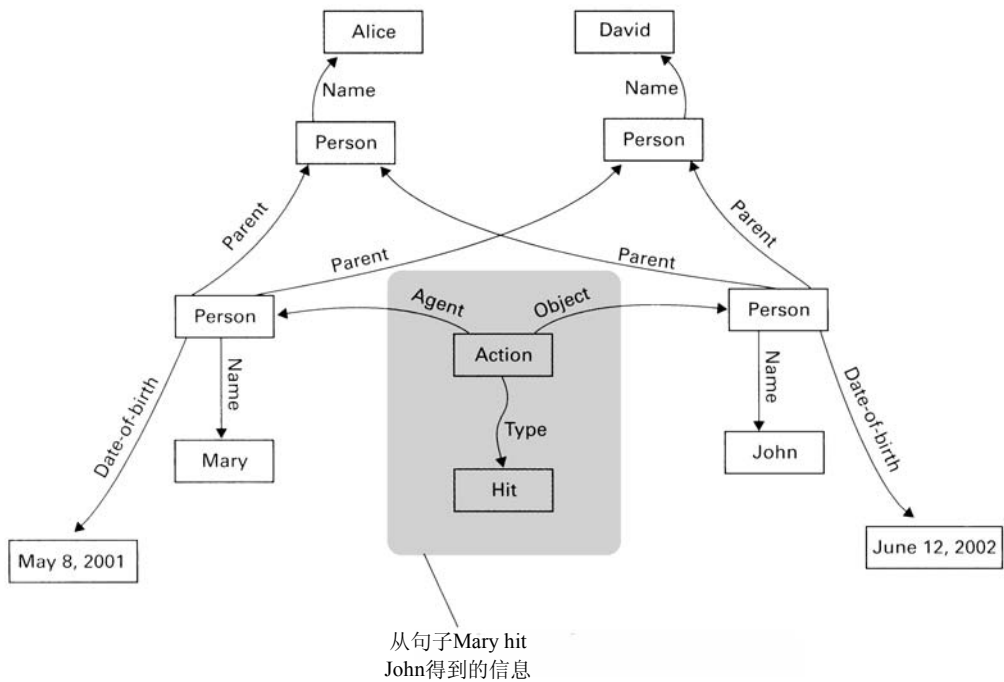 Alice
David
Name
Name
Person
Person
Parent
Parent
Parent
Parent
Agent
Object
Person
Person
Action
Name
Name
Date-of-birth
Date-of-birth
Type
Mary
John
Hit
May 8, 2001
June 12, 2002
从句子Mary hit
John得到的信息